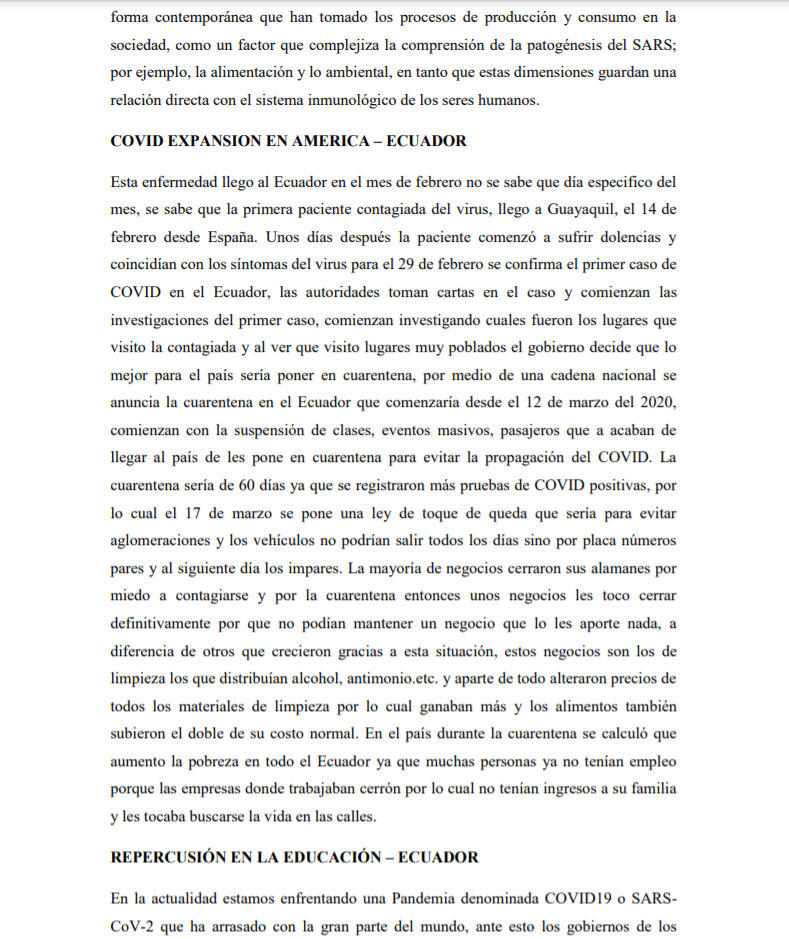 forma contemporánea que han tomado los procesos de producción y consumo en la
sociedad, como un factor que complejiza la comprensión de la patogénesis del SARS;
por ejemplo, la alimentación y lo ambiental, en tanto que estas dimensiones guardan una
relación directa con el sistema inmunológico de los seres humanos.
COVID EXPANSION EN AMERICA – ECUADOR
Esta enfermedad llego al Ecuador en el mes de febrero no se sabe que día especifico del
mes, se sabe que la primera paciente contagiada del virus, llego a Guayaquil, el 14 de
febrero desde España. Unos días después la paciente comenzó a sufrir dolencias y
coincidían con los síntomas del virus para el 29 de febrero se confirma el primer caso de
COVID en el Ecuador, las autoridades toman cartas en el caso y comienzan las
investigaciones del primer caso, comienzan investigando cuales fueron los lugares que
visito la contagiada y al ver que visito lugares muy poblados el gobierno decide que lo
mejor para el país sería poner en cuarentena, por medio de una cadena nacional se
anuncia la cuarentena en el Ecuador que comenzaría desde el 12 de marzo del 2020,
comienzan con la suspensión de clases, eventos masivos, pasajeros que a acaban de
llegar al país de les pone en cuarentena para evitar la propagación del COVID. La
cuarentena sería de 60 días ya que se registraron más pruebas de COVID positivas, por
lo cual el 17 de marzo se pone una ley de toque de queda que sería para evitar
aglomeraciones y los vehículos no podrían salir todos los días sino por placa números
pares y al siguiente día los impares. La mayoría de negocios cerraron sus alamanes por
miedo a contagiarse y por la cuarentena entonces unos negocios les toco cerrar
definitivamente por que no podían mantener un negocio que lo les aporte nada, a
diferencia de otros que crecieron gracias a esta situación, estos negocios son los de
limpieza los que distribuían alcohol, antimonio.etc. y aparte de todo alteraron precios de
todos los materiales de limpieza por lo cual ganaban más y los alimentos también
subieron el doble de su costo normal. En el país durante la cuarentena se calculó que
aumento la pobreza en todo el Ecuador ya que muchas personas ya no tenían empleo
porque las empresas donde trabajaban cerrón por lo cual no tenían ingresos a su familia
y les tocaba buscarse la vida en las calles.
REPERCUSIÓN EN LA EDUCACIÓN – ECUADOR
En la actualidad estamos enfrentando una Pandemia denominada COVID19 o SARS-
CoV-2 que ha arrasado con la gran parte del mundo, ante esto los gobiernos de los